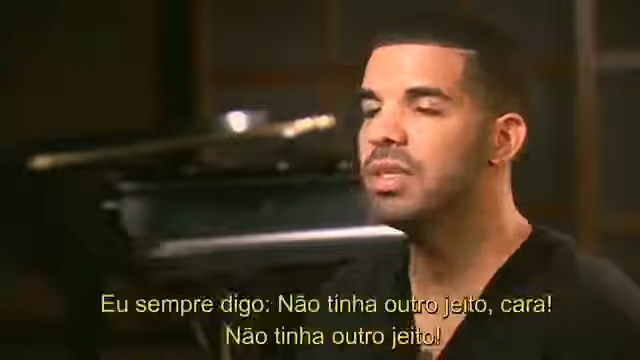 Eu sempre digo: Não tinha outro jeito, cara!
Não tinha outro jeito!